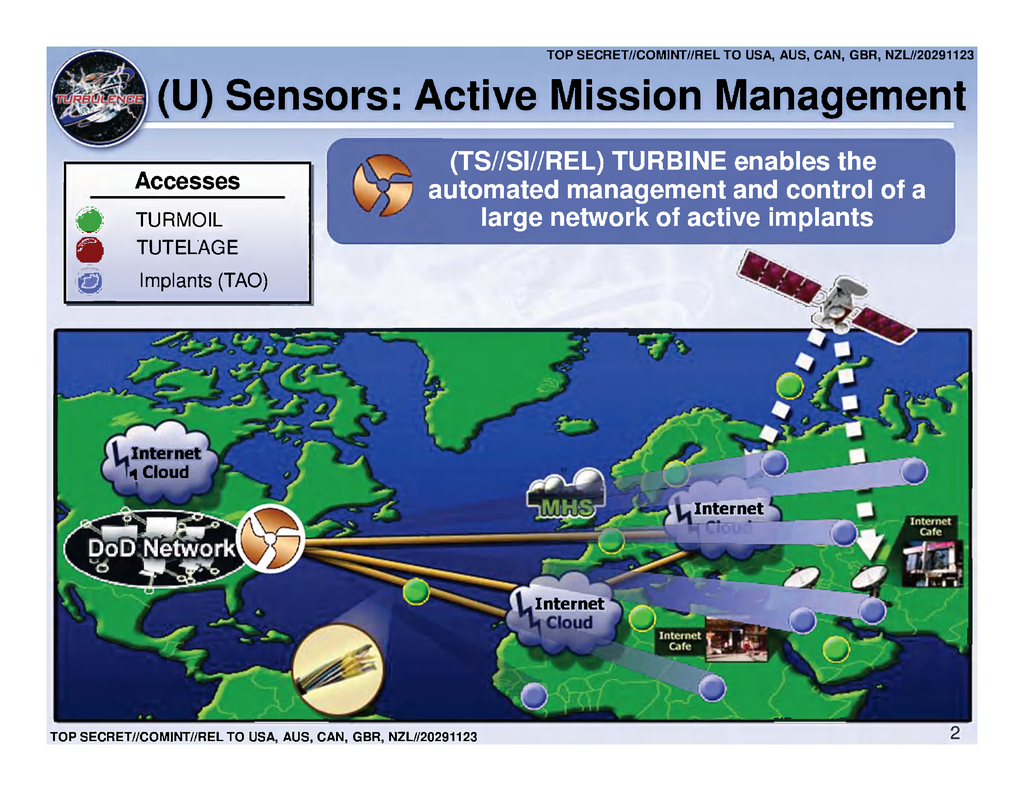 TOP SECRET//COMINT//REL TO USA, AUS, CAN, GBR, NZL//20291123
TURBULENCE
(U) Sensors: Active Mission Management
Accesses
TURMOIL
TUTELAGE
Implants (TAO)
(TS//SI//REL) TURBINE enables the
automated management and control of a
large network of active implants
Internet
Cloud
DoD Network
MHS
Internet
Cloud
Internet
Cafe
Internet
Cloud
Internet
Cafe
TOP SECRET//COMINT//REL TO USA, AUS, CAN, GBR, NZL//20291123
2